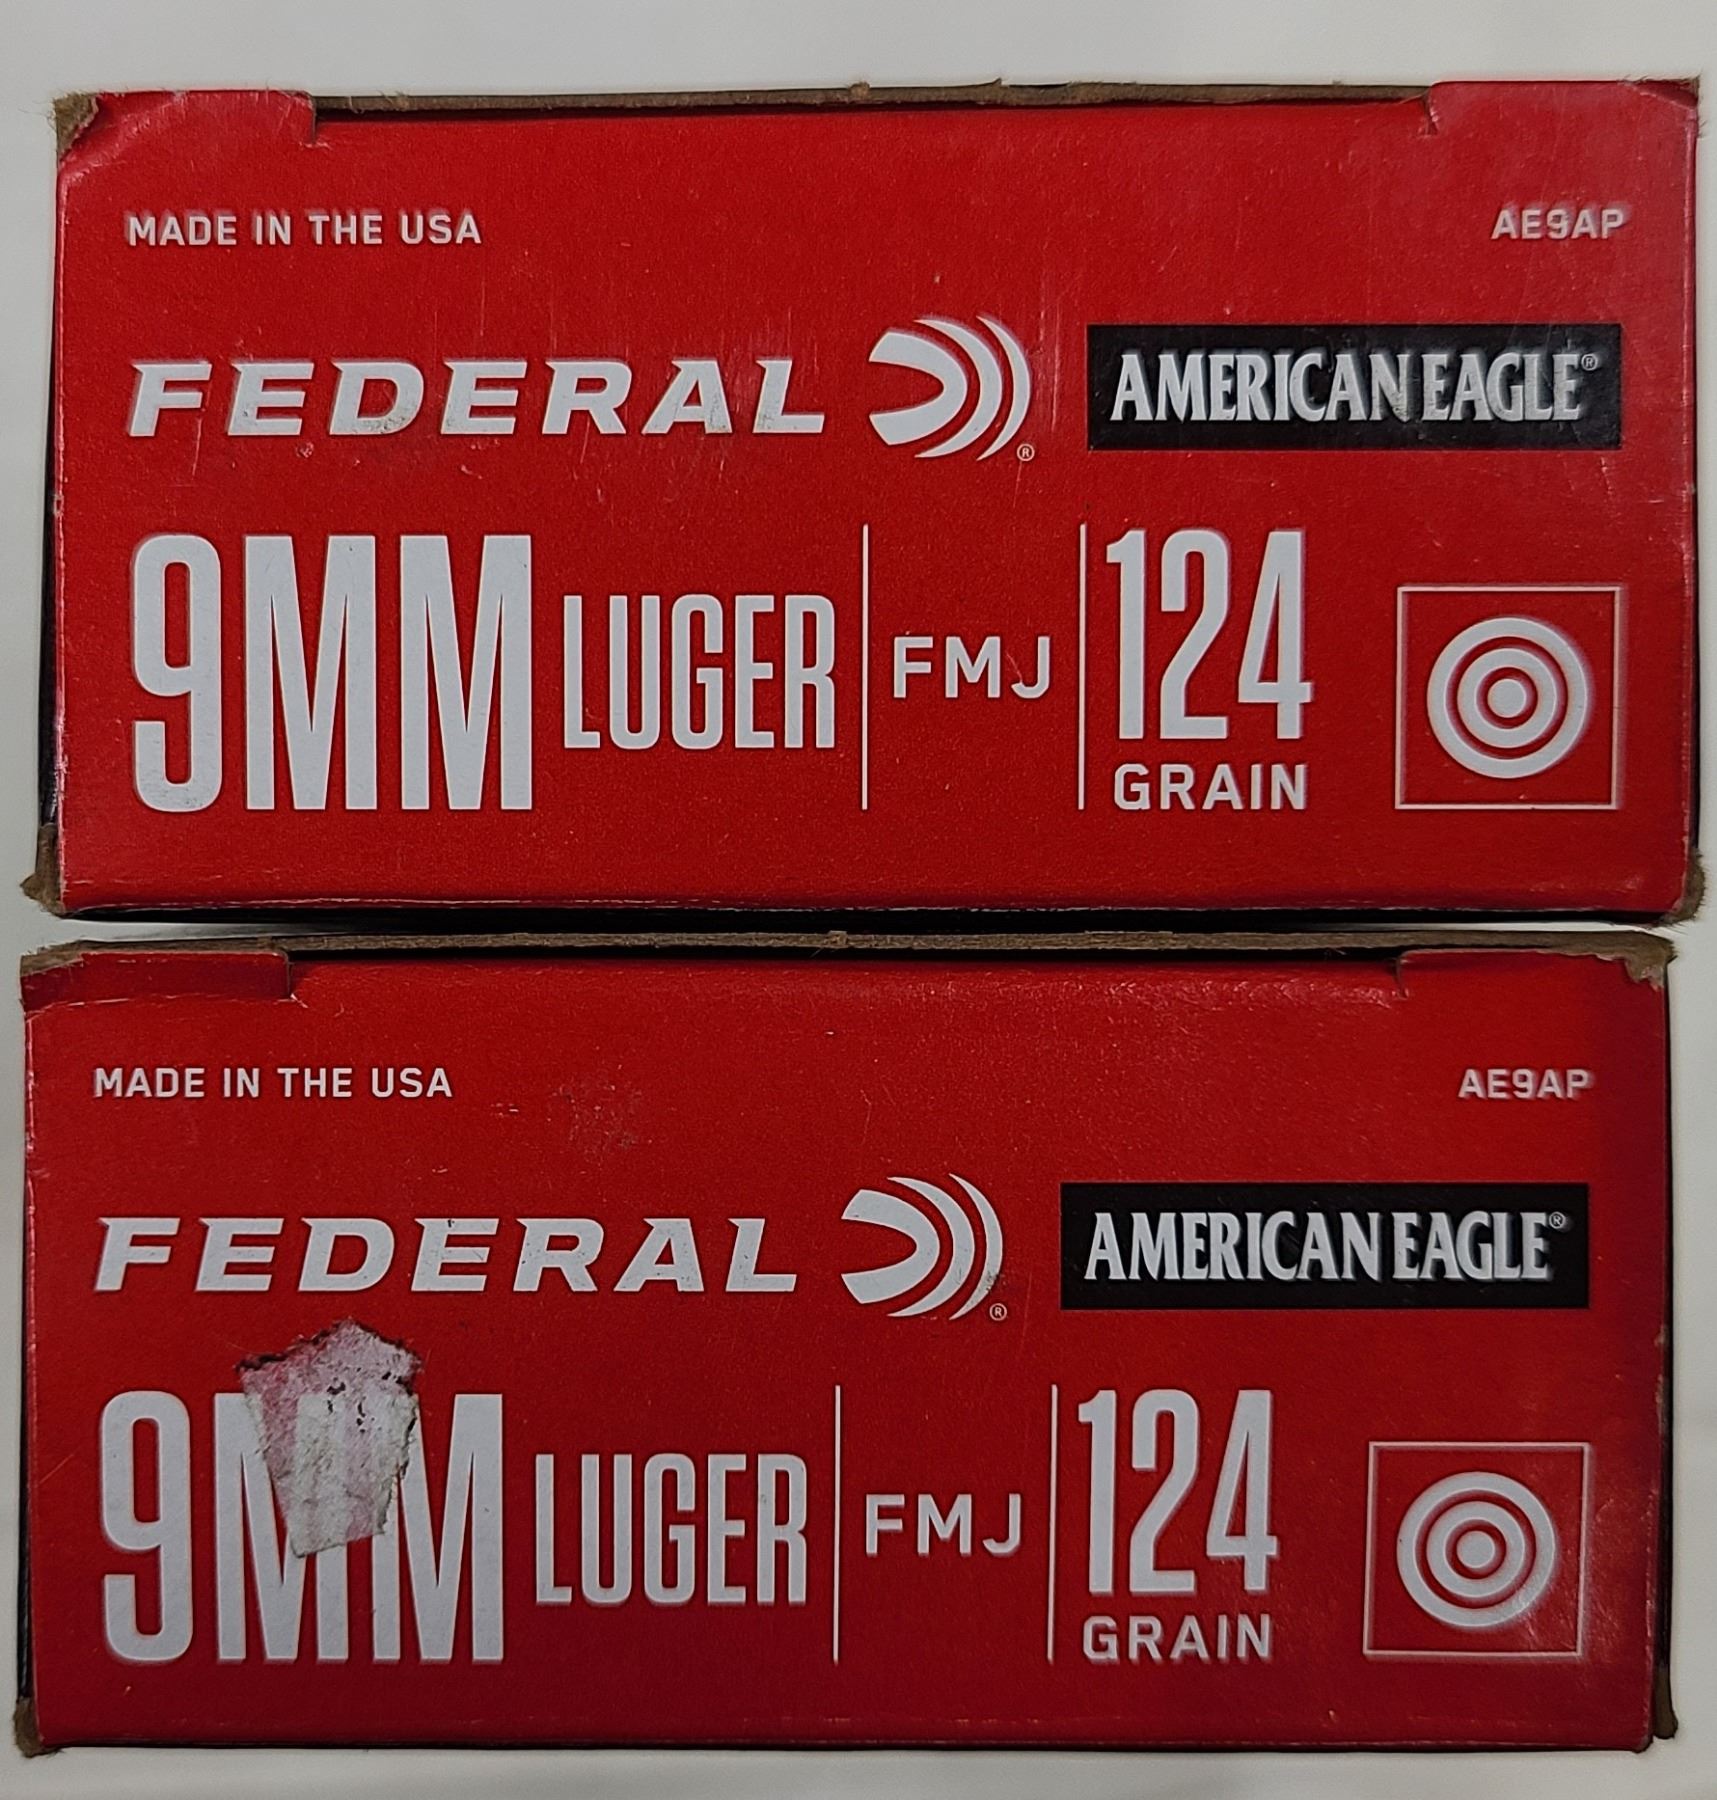 MADE IN THE USA AE9AP
FEDERAL® AMERICAN EAGLE®
9MM LUGER FMJ 124 GRAIN
MADE IN THE USA AE9AP
FEDERAL® AMERICAN EAGLE®
9MM LUGER FMJ 124 GRAIN